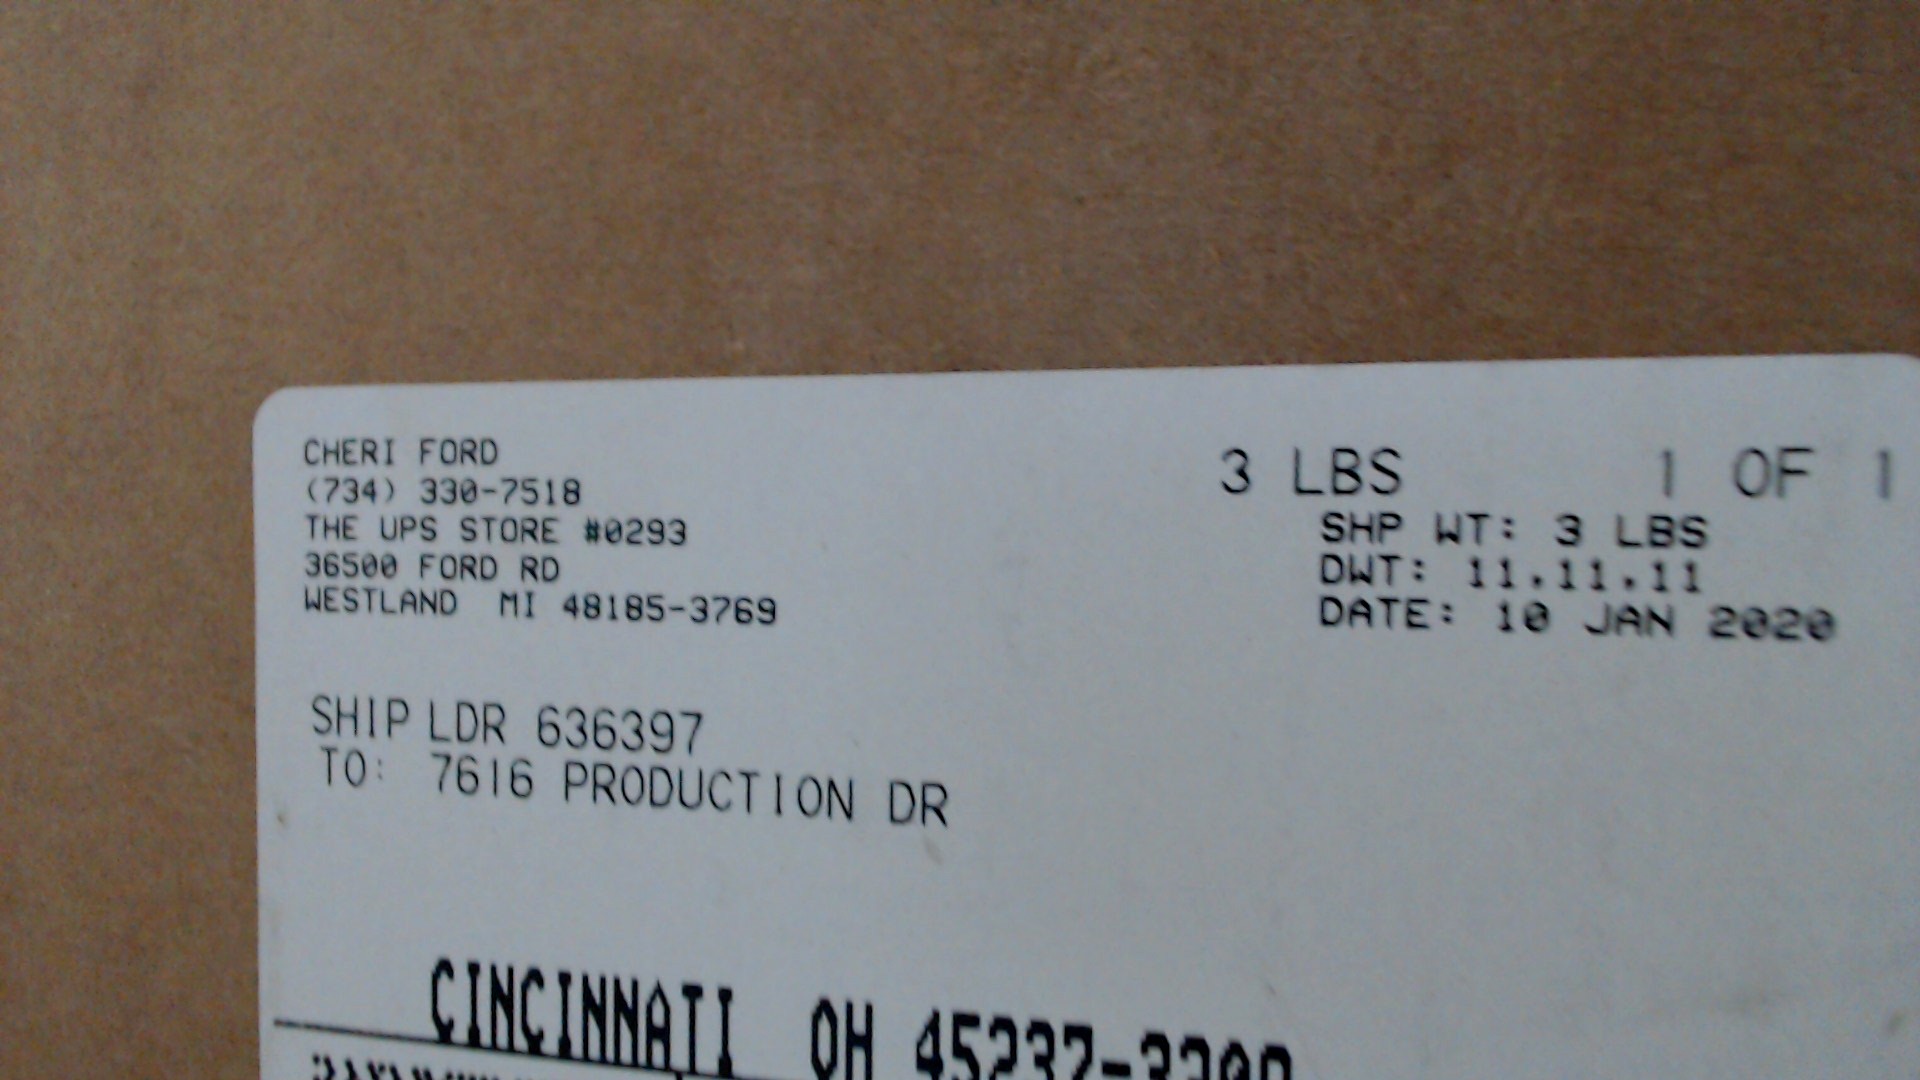 CHERI FORD
(734) 330-7518
THE UPS STORE #0293
36500 FORD RD
WESTLAND MI 48185-3769
3 LBS 1 OF 1
SHP WT: 3 LBS
DWT: 11,11,11
DATE: 10 JAN 2020
SHIP LDR 636397
TO: 7616 PRODUCTION DR
CINCINNATI OH